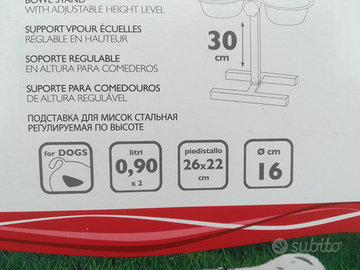 BOWL STAND
WITH ADJUSTABLE HEIGHT LEVEL
SUPPORT VPOUR ÉCUELLES
RÉGLABLE EN HAUTEUR
SOPORTE REGULABLE
EN ALTURA PARA COMEDEROS
SUPORTE PARA COMEDOUROS
DE ALTURA REGULÁVEL
ПОДСТАВКА ДЛЯ МИСОК СТАЛЬНАЯ
РЕГУЛИРУЕМАЯ ПО ВЫСОТЕ
30
cm
for DOGS
litri
0,90
x 2
piedistallo
26x22
cm
Ø cm
16
subito